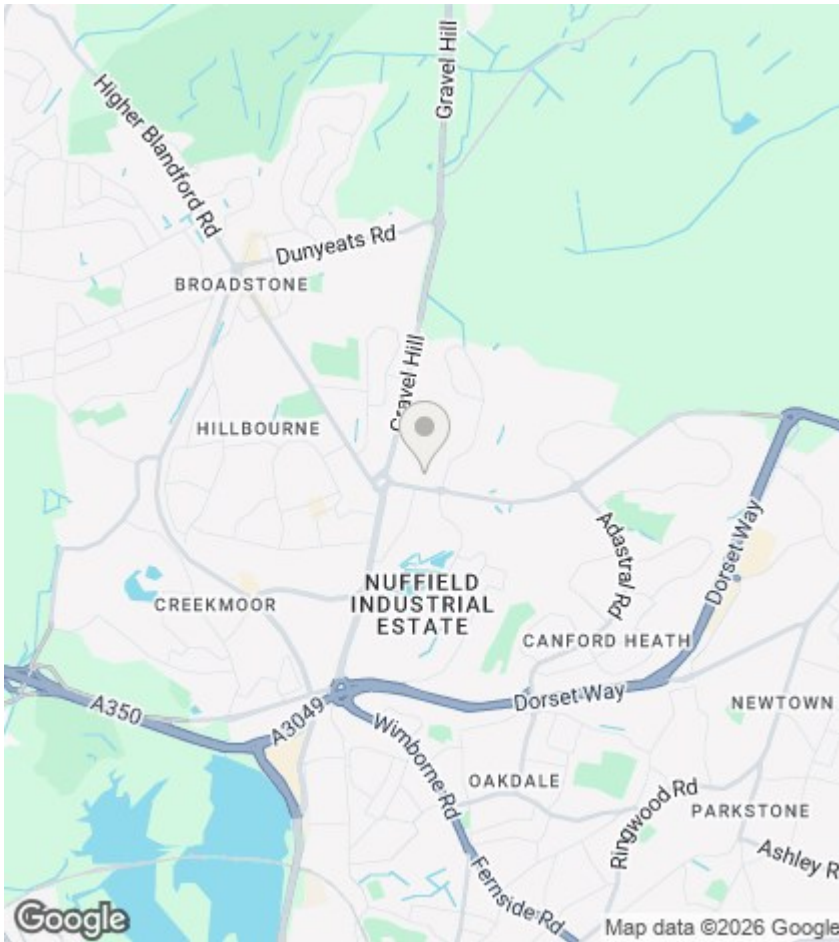 Gravel Hill
Higher Blandford Rd
Dunyeats Rd
BROADSTONE
Gravel Hill
HILLBOURNE
Adastral Rd
Dorset Way
NUFFIELD
INDUSTRIAL
ESTATE
CREEKMOOR
CANFORD HEATH
A350
A3049
Dorset Way
NEWTOWN
Wimborne Rd
OAKDALE
Ringwood Rd
PARKSTONE
Ashley R
Fernside Rd
Google
Map data ©2026 Google